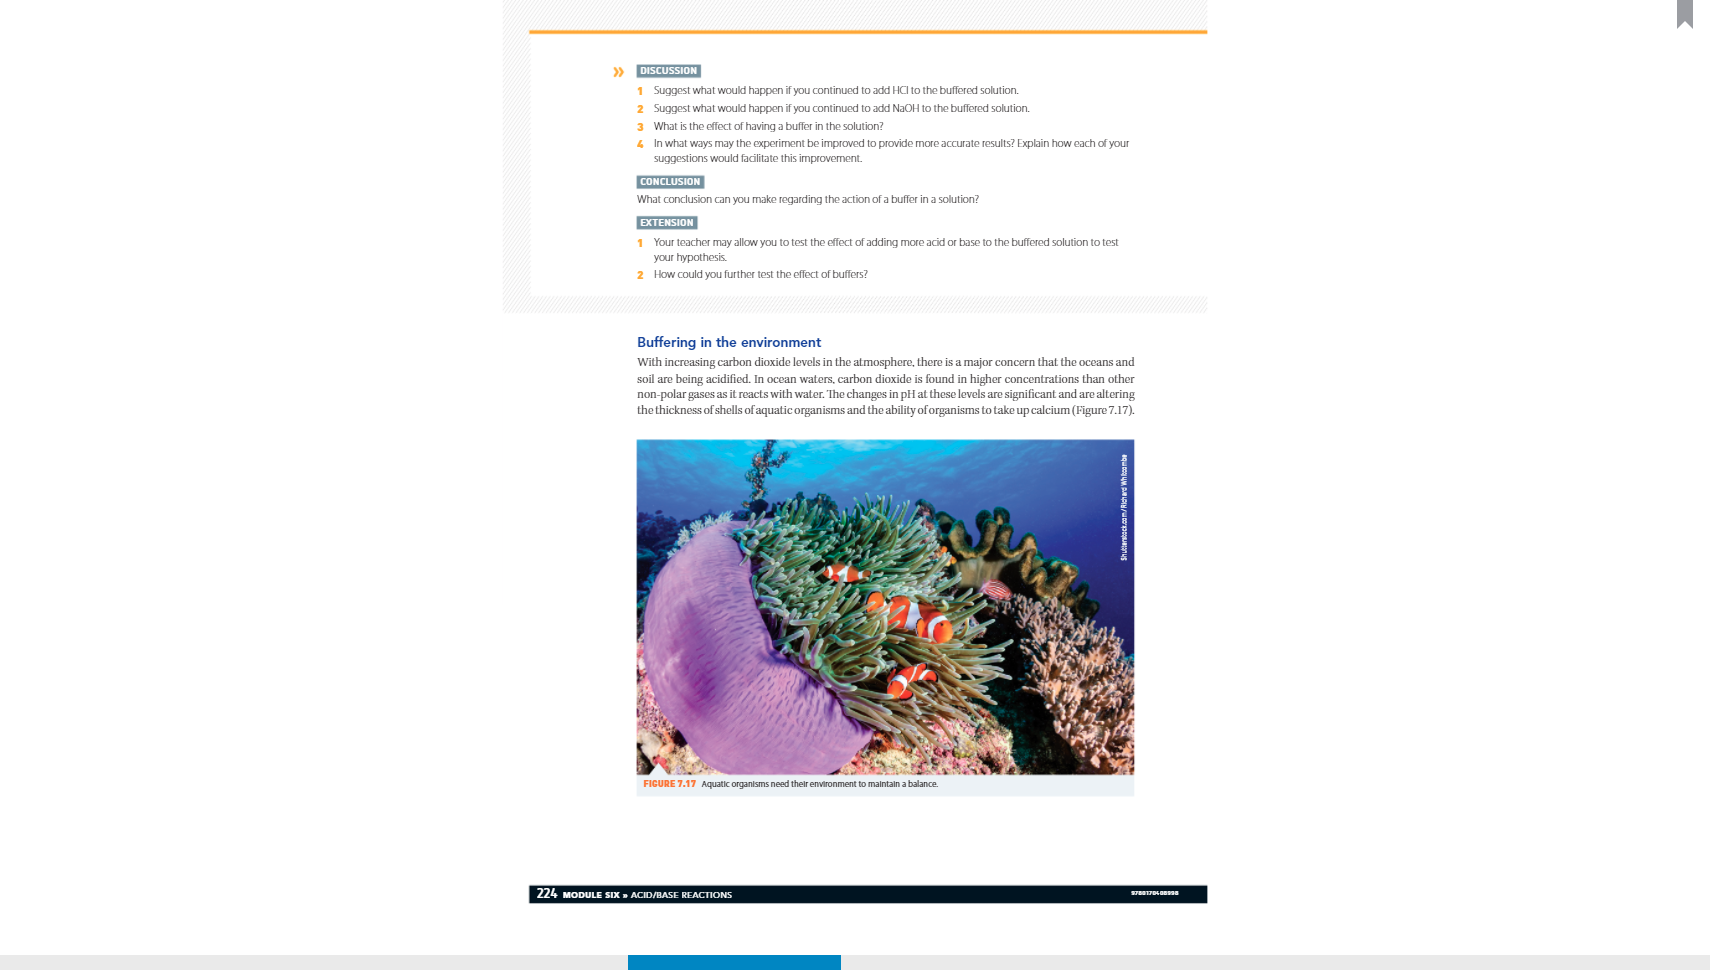 » DISCUSSION
1 Suggest what would happen if you continued to add HCl to the buffered solution.
2 Suggest what would happen if you continued to add NaOH to the buffered solution.
3 What is the effect of having a buffer in the solution?
4 In what ways may the experiment be improved to provide more accurate results? Explain how each of your
suggestions would facilitate this improvement.
CONCLUSION
What conclusion can you make regarding the action of a buffer in a solution?
EXTENSION
1 Your teacher may allow you to test the effect of adding more acid or base to the buffered solution to test
your hypothesis.
2 How could you further test the effect of buffers?
Buffering in the environment
With increasing carbon dioxide levels in the atmosphere, there is a major concern that the oceans and
soil are being acidified. In ocean waters, carbon dioxide is found in higher concentrations than other
non-polar gases as it reacts with water. The changes in pH at these levels are significant and are altering
the thickness of shells of aquatic organisms and the ability of organisms to take up calcium (Figure 7.17).
Shutterstock.com/Richard Whitcombe
FIGURE 7.17 Aquatic organisms need their environment to maintain a balance.
224 MODULE SIX » ACID/BASE REACTIONS
9780170408998